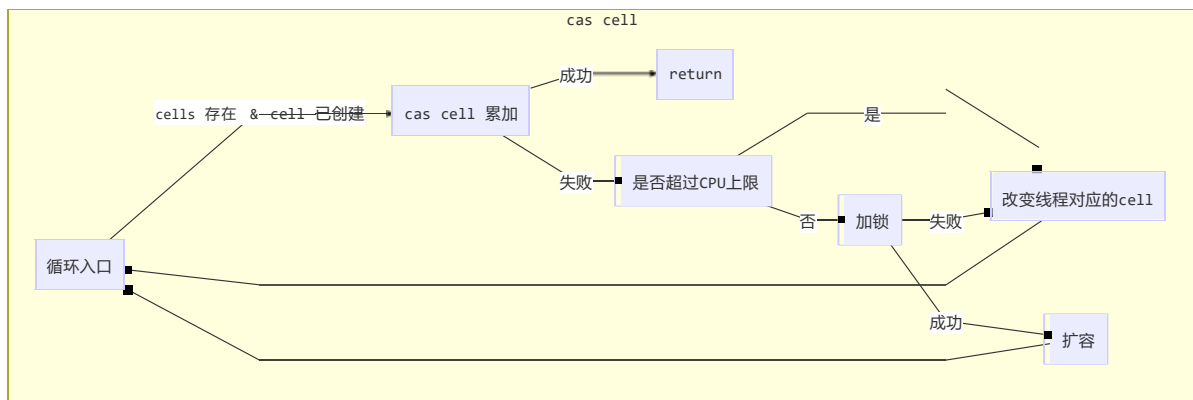 cas cell
成功
return
cells 存在 & cell 已创建
cas cell 累加
是
失败
是否超过CPU上限
改变线程对应的cell
否
加锁
失败
循环入口
成功
扩容